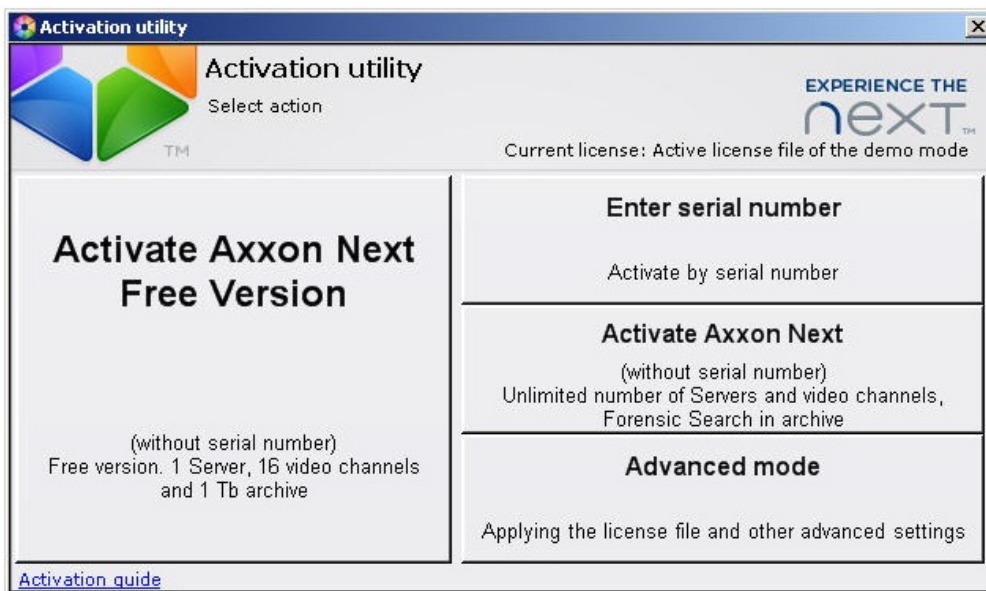 Activation utility
Activation utility
Select action
TM
EXPERIENCE THE
next TM
Current license: Active license file of the demo mode
Activate Axxon Next
Free Version
(without serial number)
Free version. 1 Server, 16 video channels
and 1 Tb archive
Enter serial number
Activate by serial number
Activate Axxon Next
(without serial number)
Unlimited number of Servers and video channels,
Forensic Search in archive
Advanced mode
Applying the license file and other advanced settings
Activation guide